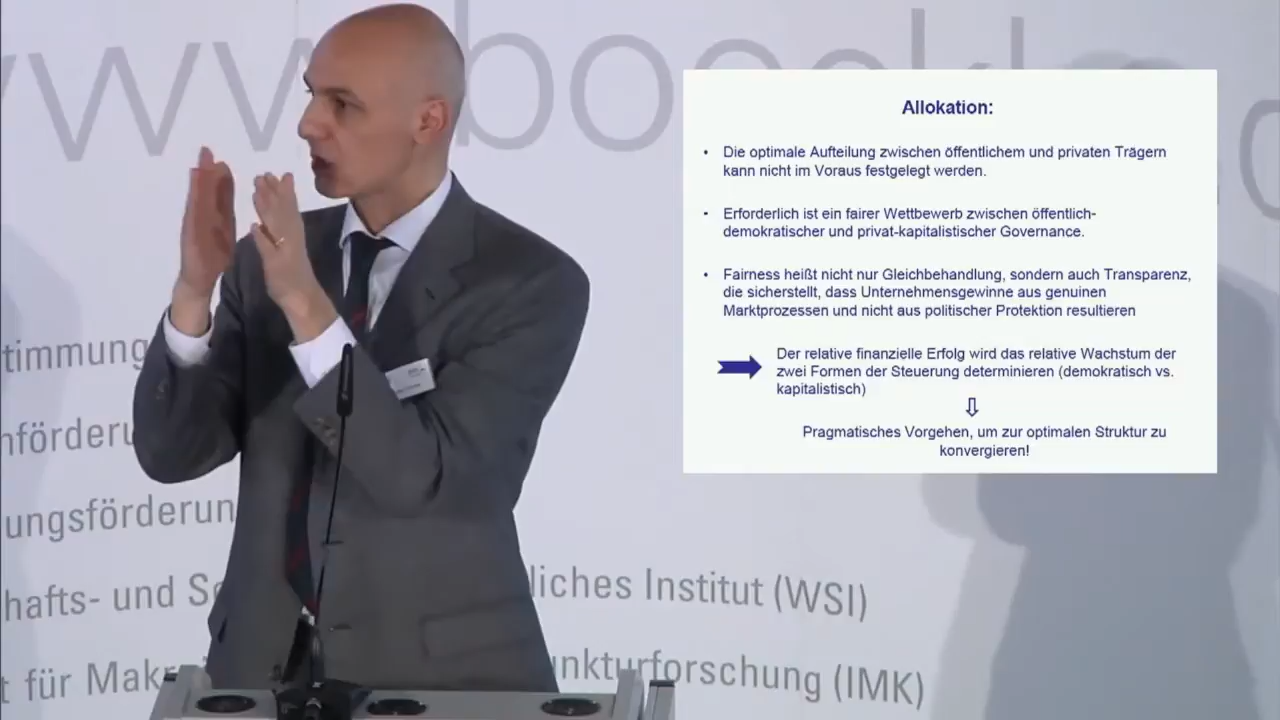 www.boeckle
Allokation:
• Die optimale Aufteilung zwischen öffentlichem und privaten Trägern
kann nicht im Voraus festgelegt werden.
• Erforderlich ist ein fairer Wettbewerb zwischen öffentlich-
demokratischer und privat-kapitalistischer Governance.
• Fairness heißt nicht nur Gleichbehandlung, sondern auch Transparenz,
die sicherstellt, dass Unternehmensgewinne aus genuinen
Marktprozessen und nicht aus politischer Protektion resultieren
Der relative finanzielle Erfolg wird das relative Wachstum der
zwei Formen der Steuerung determinieren (demokratisch vs.
kapitalistisch)
Pragmatisches Vorgehen, um zur optimalen Struktur zu
konvergieren!
timmung
nförderu
ungsförderun
hafts- und So liches Institut (WSI)
t für Mak unkturforschung (IMK)